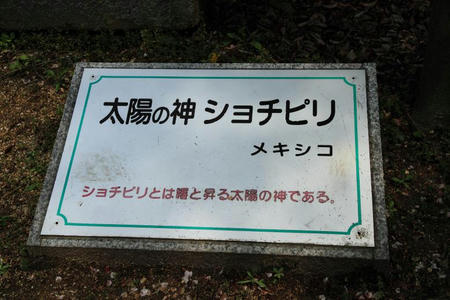 太陽の神 ショチピリ
メキシコ
ショチピリとは曙と昇る太陽の神である。